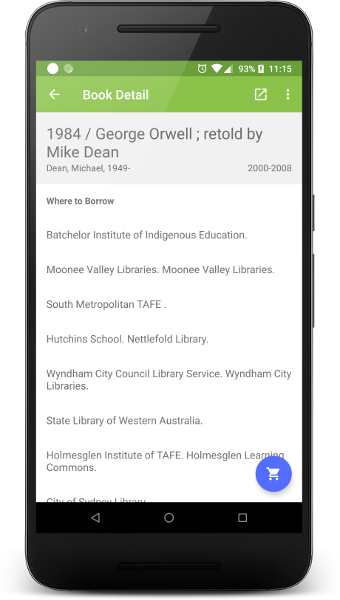 93% 11:15
Book Detail
1984 / George Orwell ; retold by
Mike Dean
Dean, Michael, 1949- 2000-2008
Where to Borrow
Batchelor Institute of Indigenous Education.
Moonee Valley Libraries. Moonee Valley Libraries.
South Metropolitan TAFE .
Hutchins School. Nettlefold Library.
Wyndham City Council Library Service. Wyndham City
Libraries.
State Library of Western Australia.
Holmesglen Institute of TAFE. Holmesglen Learning
Commons.
City of Sydney Library